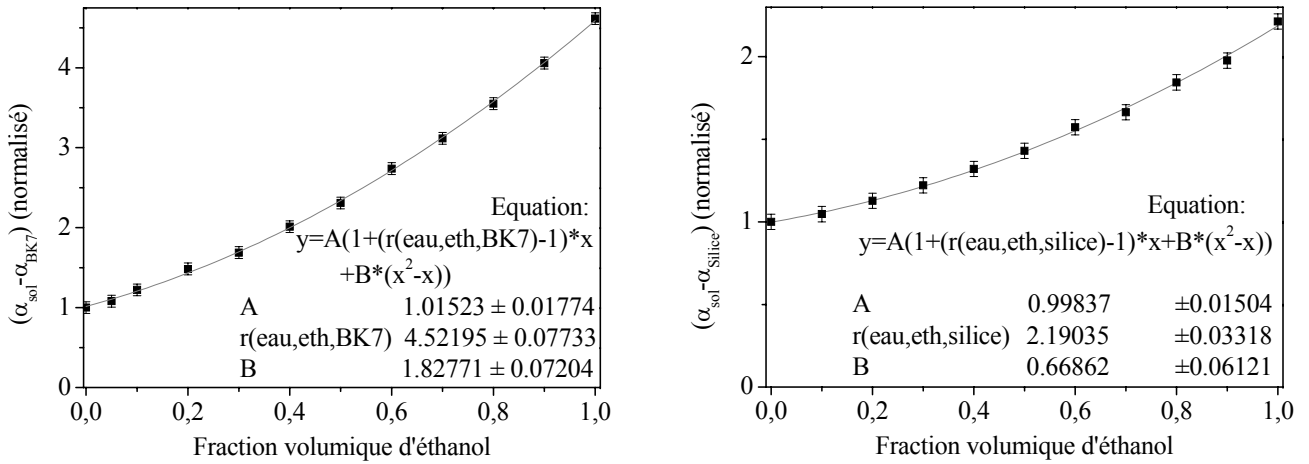 (α_sol-α_BK7) (normalisé)
4
3
2
1
0
Equation:
y=A(1+(r(eau,eth,BK7)-1)*x
+B*(x²-x))
A 1.01523 ± 0.01774
r(eau,eth,BK7) 4.52195 ± 0.07733
B 1.82771 ± 0.07204
0,0 0,2 0,4 0,6 0,8 1,0
Fraction volumique d'éthanol
(α_sol-α_Silice) (normalisé)
2
1
0
Equation:
y=A(1+(r(eau,eth,silice)-1)*x+B*(x²-x))
A 0.99837 ±0.01504
r(eau,eth,silice) 2.19035 ±0.03318
B 0.66862 ±0.06121
0,0 0,2 0,4 0,6 0,8 1,0
Fraction volumique d'éthanol